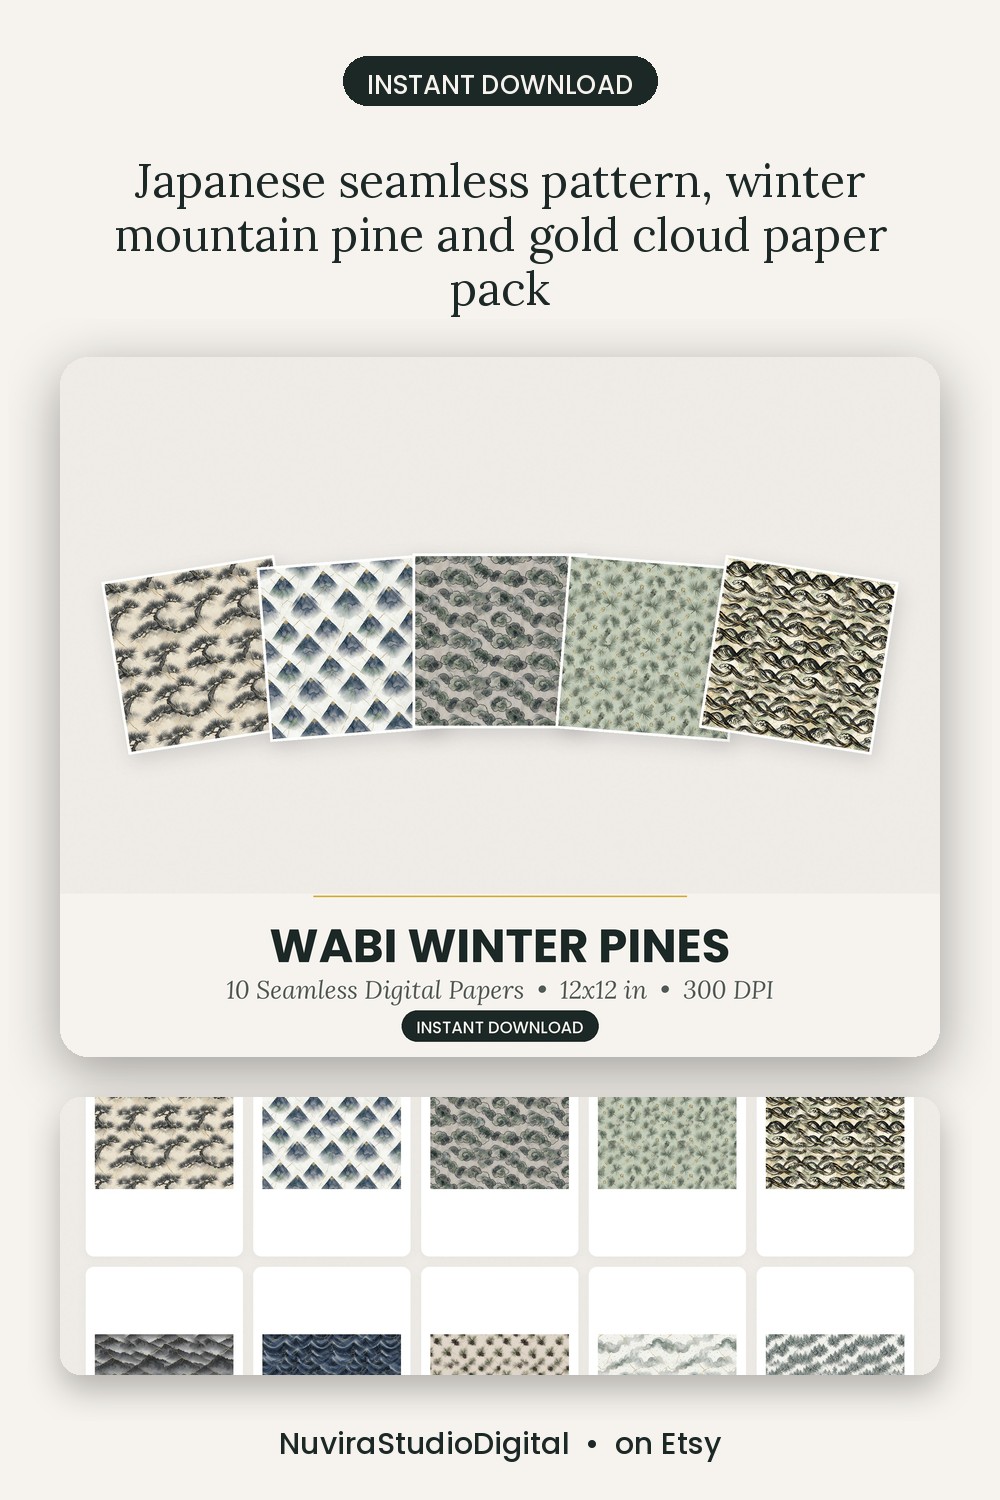 INSTANT DOWNLOAD
Japanese seamless pattern, winter
mountain pine and gold cloud paper
pack
WABI WINTER PINES
10 Seamless Digital Papers • 12x12 in • 300 DPI
INSTANT DOWNLOAD
NuviraStudioDigital • on Etsy